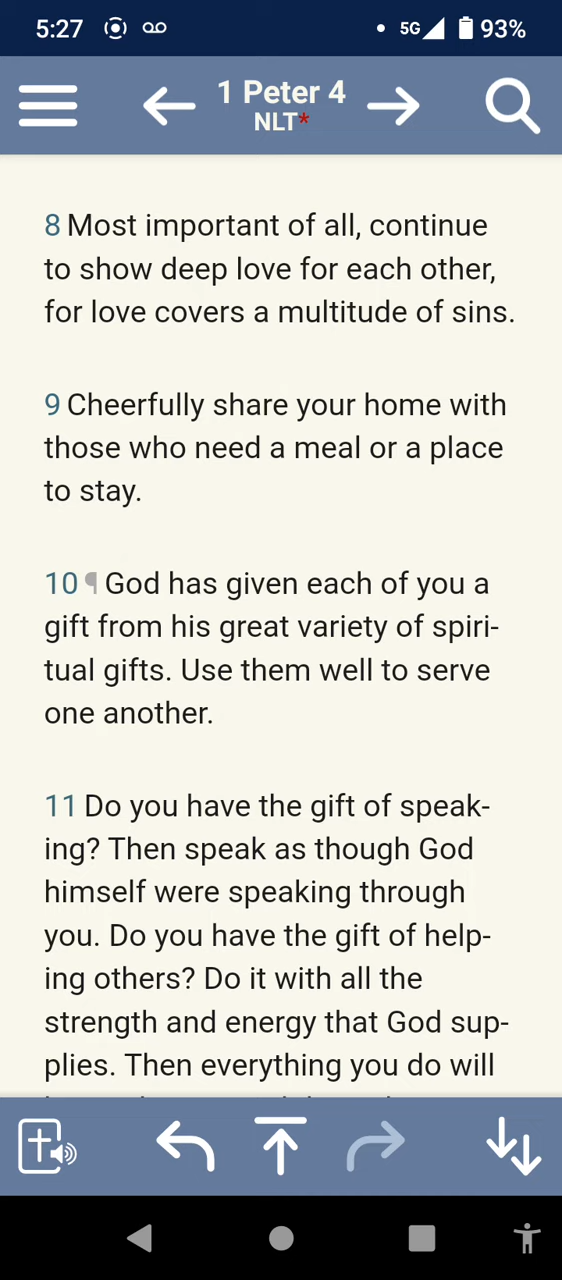 5:27 5G 93%
1 Peter 4
NLT*
8 Most important of all, continue
to show deep love for each other,
for love covers a multitude of sins.
9 Cheerfully share your home with
those who need a meal or a place
to stay.
10 ¶ God has given each of you a
gift from his great variety of spiri-
tual gifts. Use them well to serve
one another.
11 Do you have the gift of speak-
ing? Then speak as though God
himself were speaking through
you. Do you have the gift of help-
ing others? Do it with all the
strength and energy that God sup-
plies. Then everything you do will